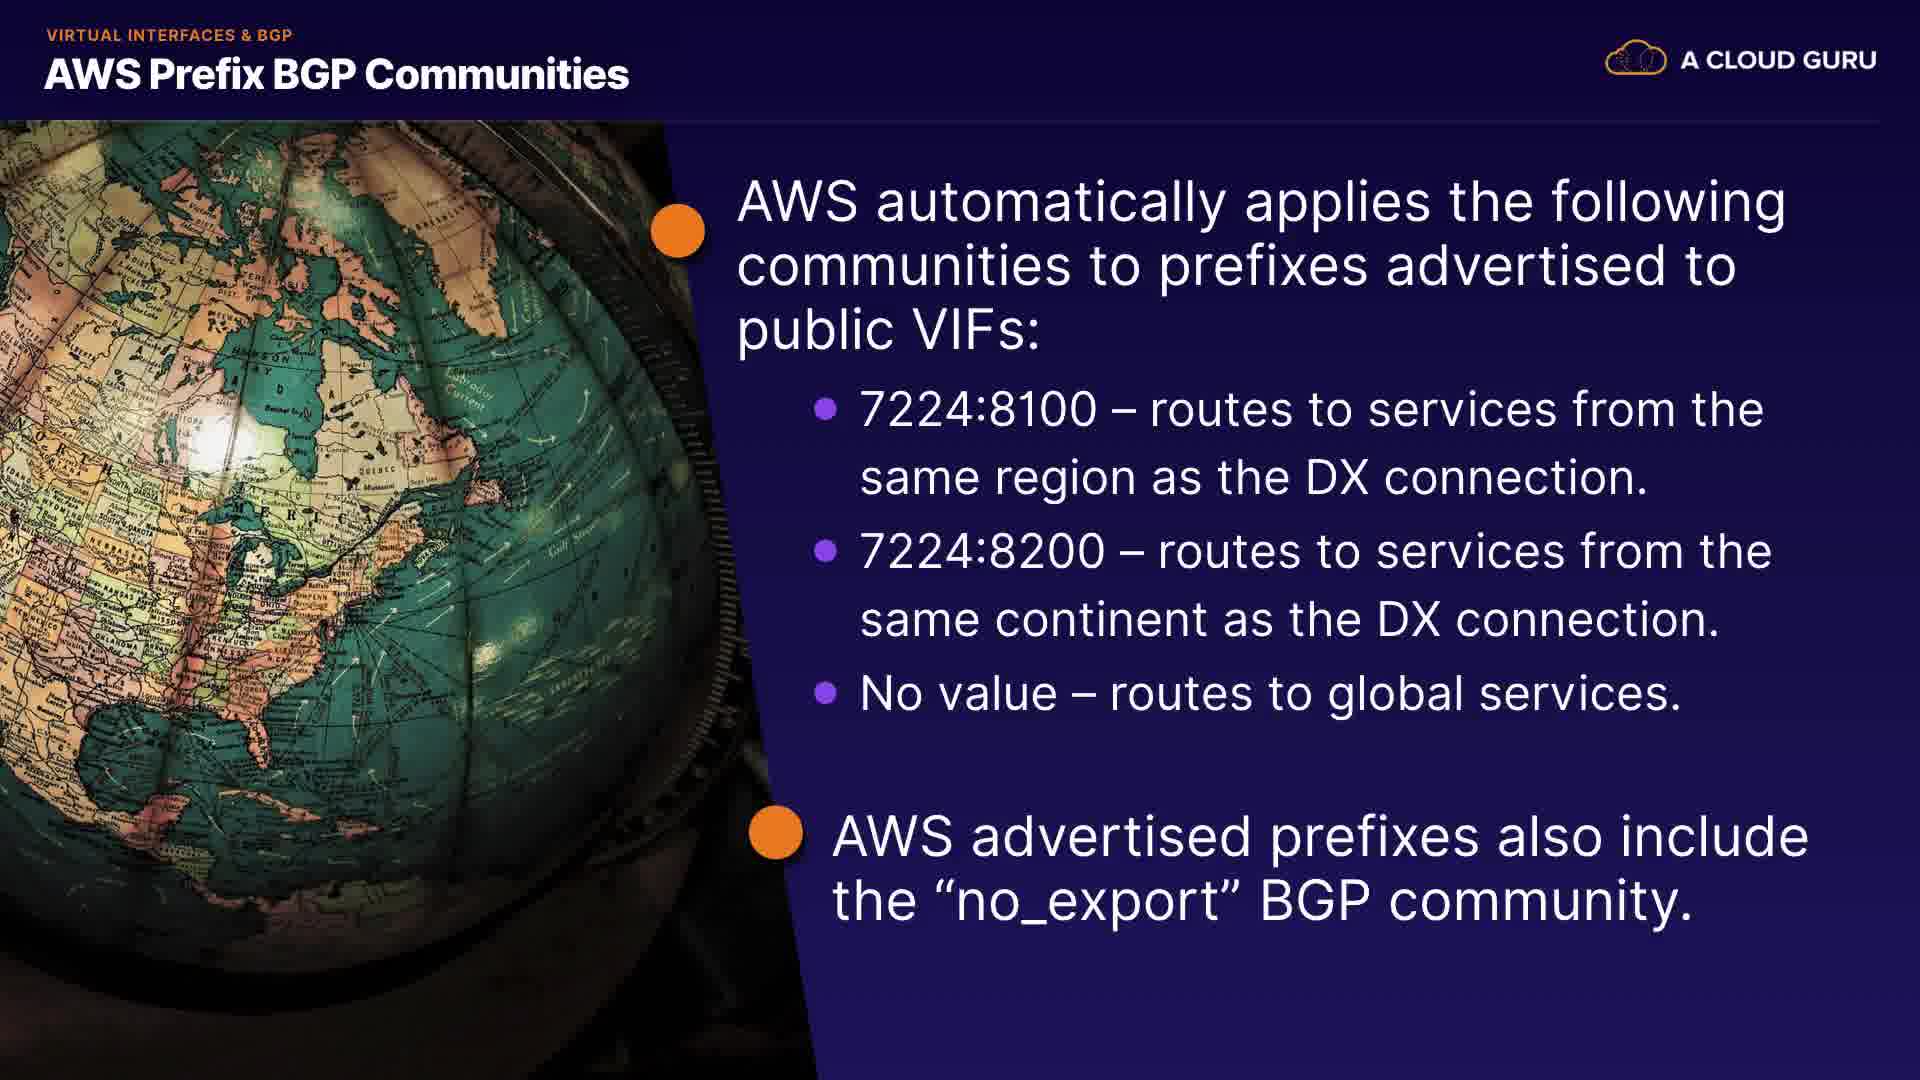 VIRTUAL INTERFACES & BGP
AWS Prefix BGP Communities
A CLOUD GURU
AWS automatically applies the following
communities to prefixes advertised to
public VIFs:
7224:8100 – routes to services from the
same region as the DX connection.
7224:8200 – routes to services from the
same continent as the DX connection.
No value – routes to global services.
AWS advertised prefixes also include
the “no_export” BGP community.
Labrador
Current
QUEBEC